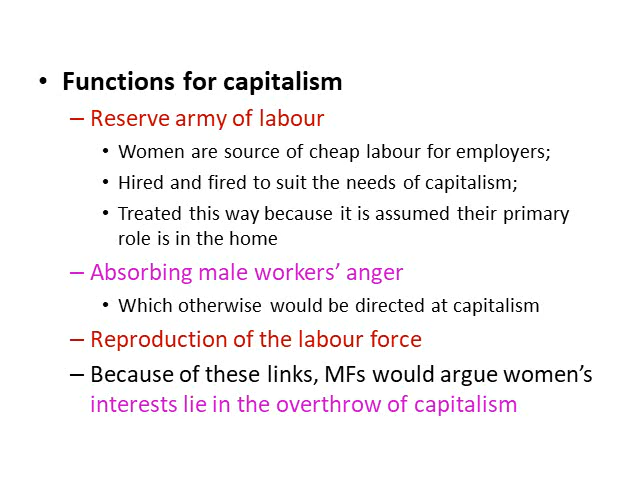 • Functions for capitalism
– Reserve army of labour
• Women are source of cheap labour for employers;
• Hired and fired to suit the needs of capitalism;
• Treated this way because it is assumed their primary
role is in the home
– Absorbing male workers’ anger
• Which otherwise would be directed at capitalism
– Reproduction of the labour force
– Because of these links, MFs would argue women’s
interests lie in the overthrow of capitalism